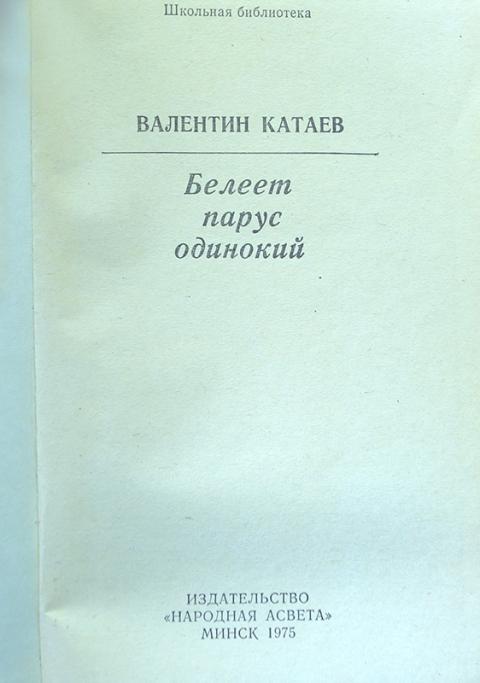 Школьная библиотека
ВАЛЕНТИН КАТАЕВ
Белеет
парус
одинокий
ИЗДАТЕЛЬСТВО
«НАРОДНАЯ АСВЕТА»
МИНСК 1975